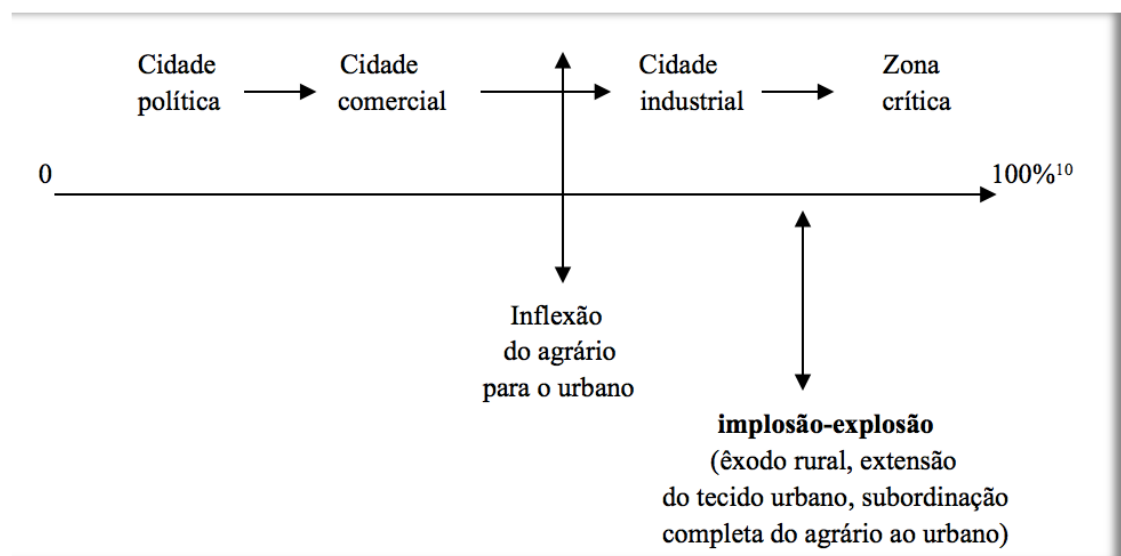 Cidade política
Cidade comercial
Cidade industrial
Zona crítica
0
100%¹⁰
Inflexão
do agrário
para o urbano
implosão-explosão
(êxodo rural, extensão
do tecido urbano, subordinação
completa do agrário ao urbano)